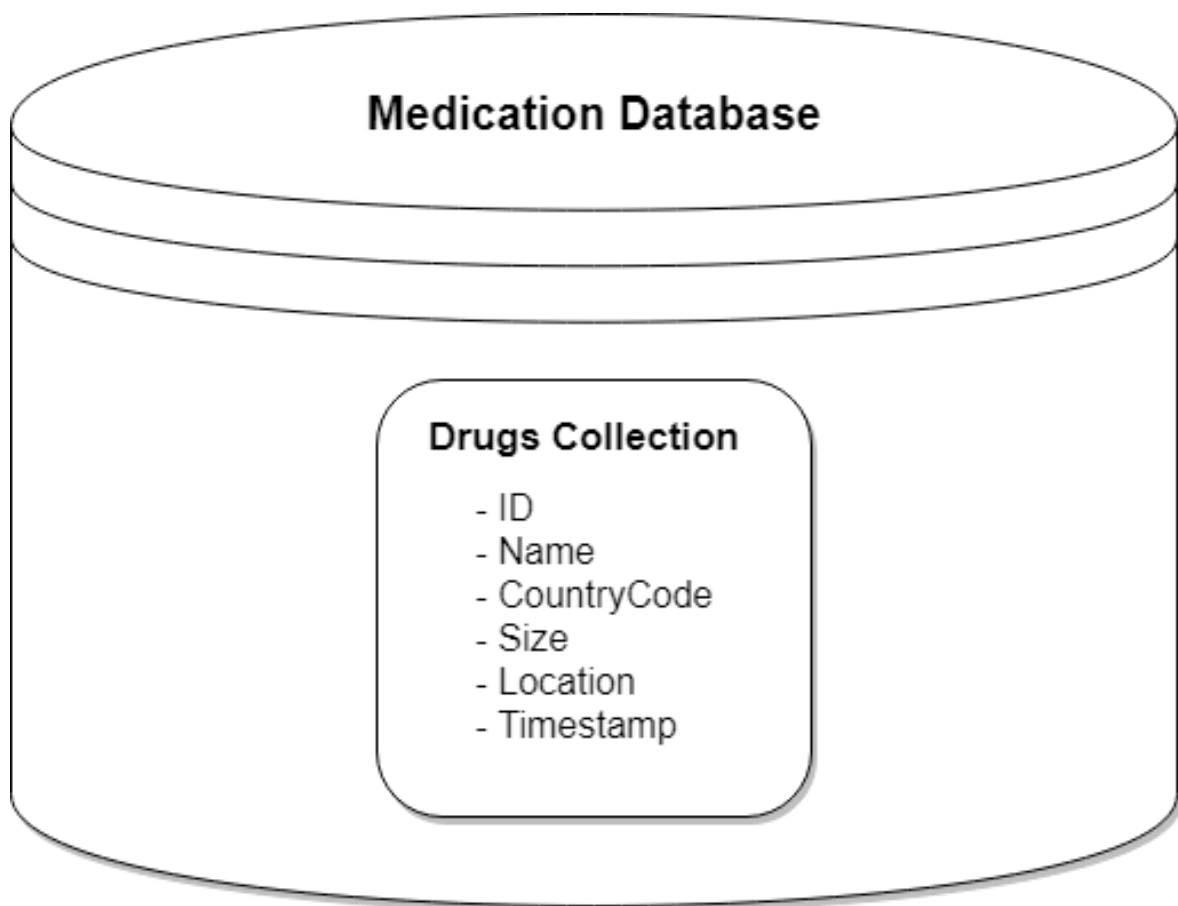 Medication Database
Drugs Collection
- ID
- Name
- CountryCode
- Size
- Location
- Timestamp